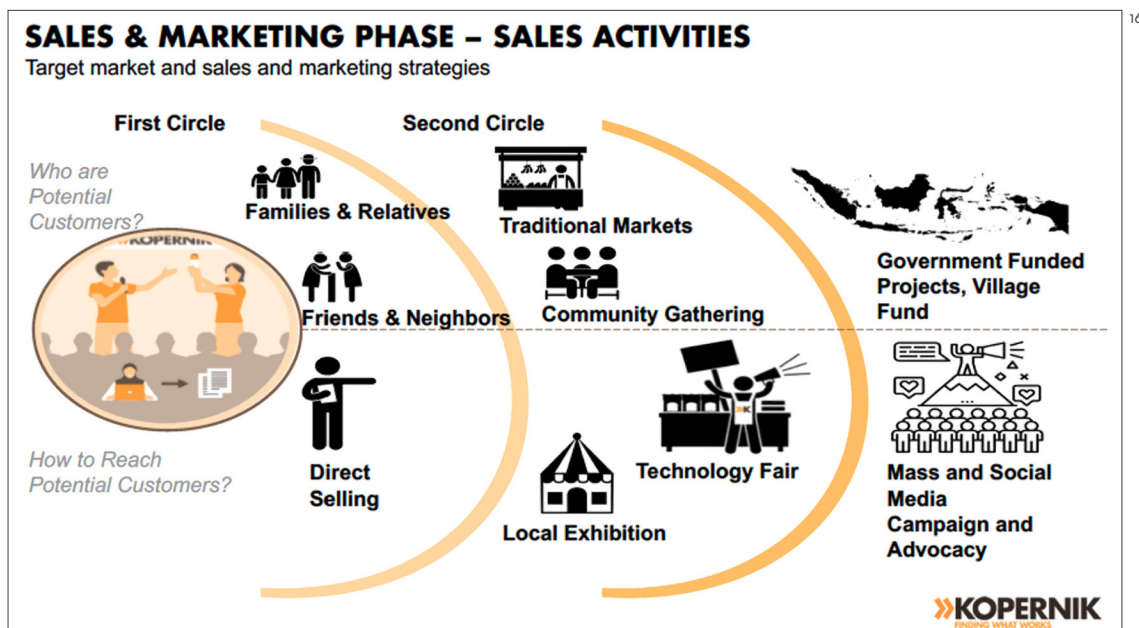 16
SALES & MARKETING PHASE – SALES ACTIVITIES
Target market and sales and marketing strategies
First Circle
Second Circle
Who are
Potential
Customers?
Families & Relatives
Traditional Markets
Government Funded
Projects, Village
Fund
»KOPERNIK
Friends & Neighbors
Community Gathering
»K
How to Reach
Potential Customers?
Direct
Selling
Technology Fair
Local Exhibition
Mass and Social
Media
Campaign and
Advocacy
»KOPERNIK
FINDING WHAT WORKS